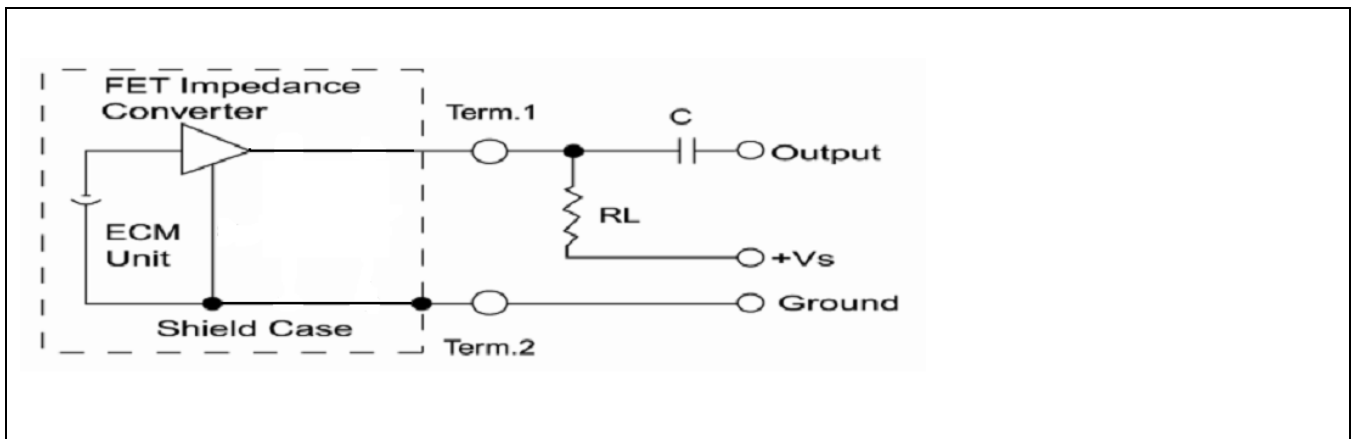 FET Impedance
Converter
Term.1
C
Output
RL
ECM
Unit
+Vs
Ground
Shield Case
Term.2